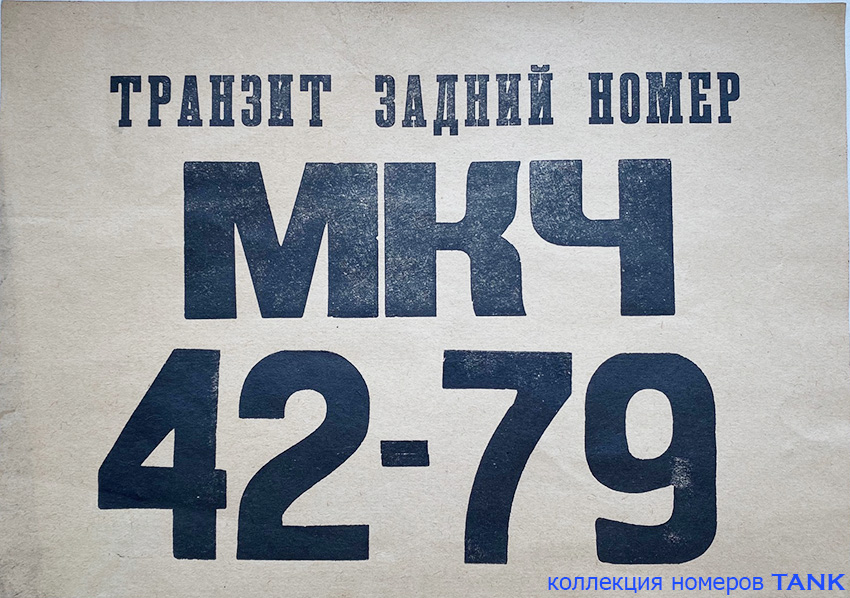 ТРАНЗИТ ЗАДНИЙ НОМЕР
МКЧ
42-79
коллекция номеров TANK